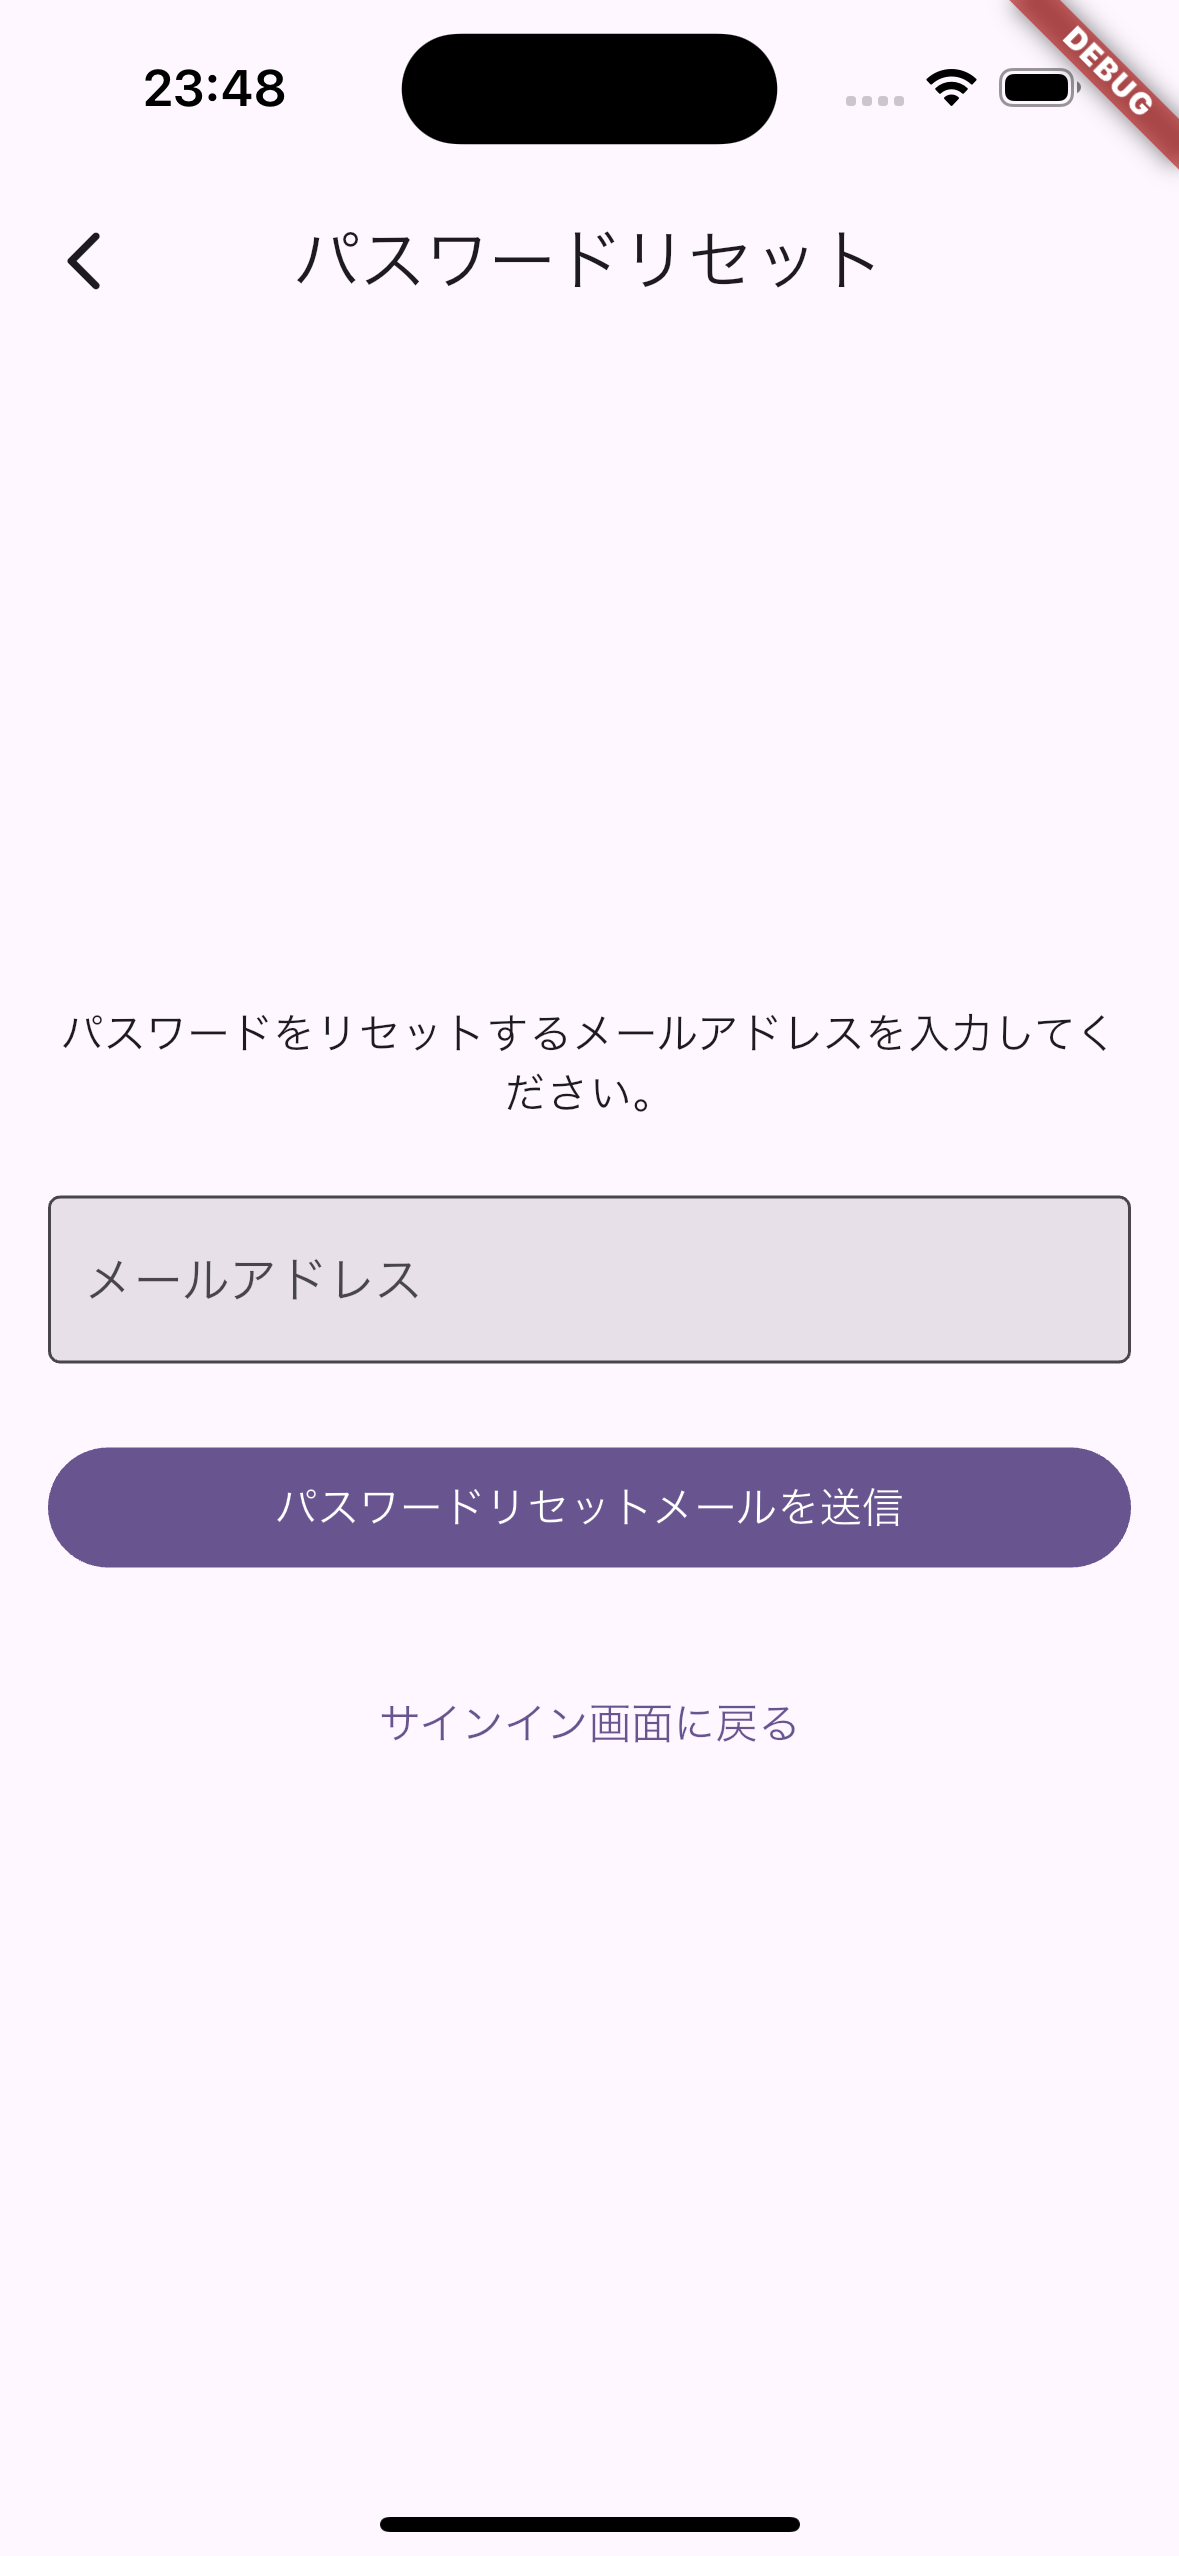 23:48
DEBUG
パスワードリセット
パスワードをリセットするメールアドレスを入力してく
ださい。
メールアドレス
パスワードリセットメールを送信
サインイン画面に戻る